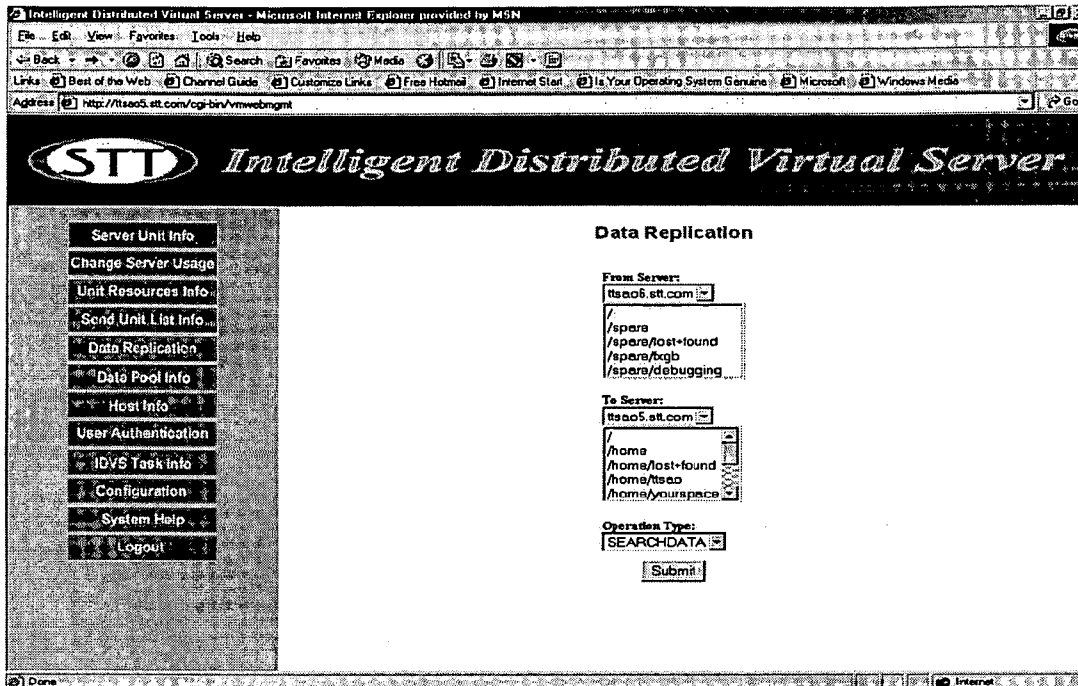 Intelligent Distributed Virtual Server - Microsoft Internet Explorer provided by MSN
File Edit View Favorites Tools Help
Back Search Favorites Media
Links Best of the Web Channel Guide Customize Links Free Hotmail Internet Start Is Your Operating System Genuine Microsoft Windows Media
Address http://ttsao5.stt.com/cgi-bin/vmwebmgmt Go
STT Intelligent Distributed Virtual Server
Server Unit Info
Change Server Usage
Unit Resources Info
Send Unit List Info
Data Replication
Data Pool Info
Host Info
User Authentication
IDVS Task Info
Configuration
System Help
Logout
Data Replication
From Server:
ttsao6.stt.com
/
/spare
/spare/lost+found
/spare/fxgb
/spare/debugging
To Server:
ttsao5.stt.com
/
/home
/home/lost+found
/home/ttsao
/home/yourspace
Operation Type:
SEARCHDATA
Submit
Done Internet